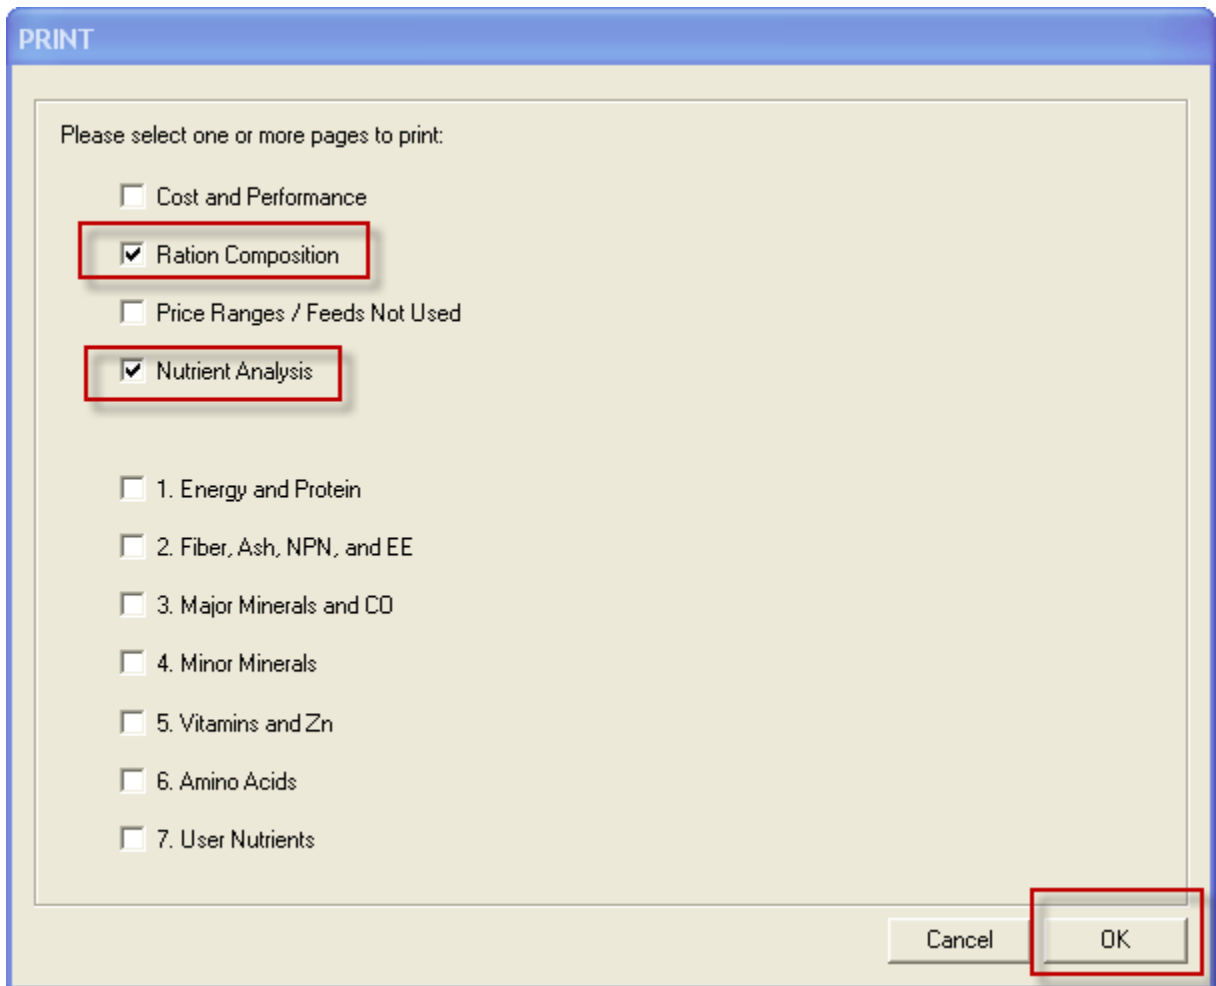 PRINT
Please select one or more pages to print:
Cost and Performance
Ration Composition
Price Ranges / Feeds Not Used
Nutrient Analysis
1. Energy and Protein
2. Fiber, Ash, NPN, and EE
3. Major Minerals and CO
4. Minor Minerals
5. Vitamins and Zn
6. Amino Acids
7. User Nutrients
Cancel OK